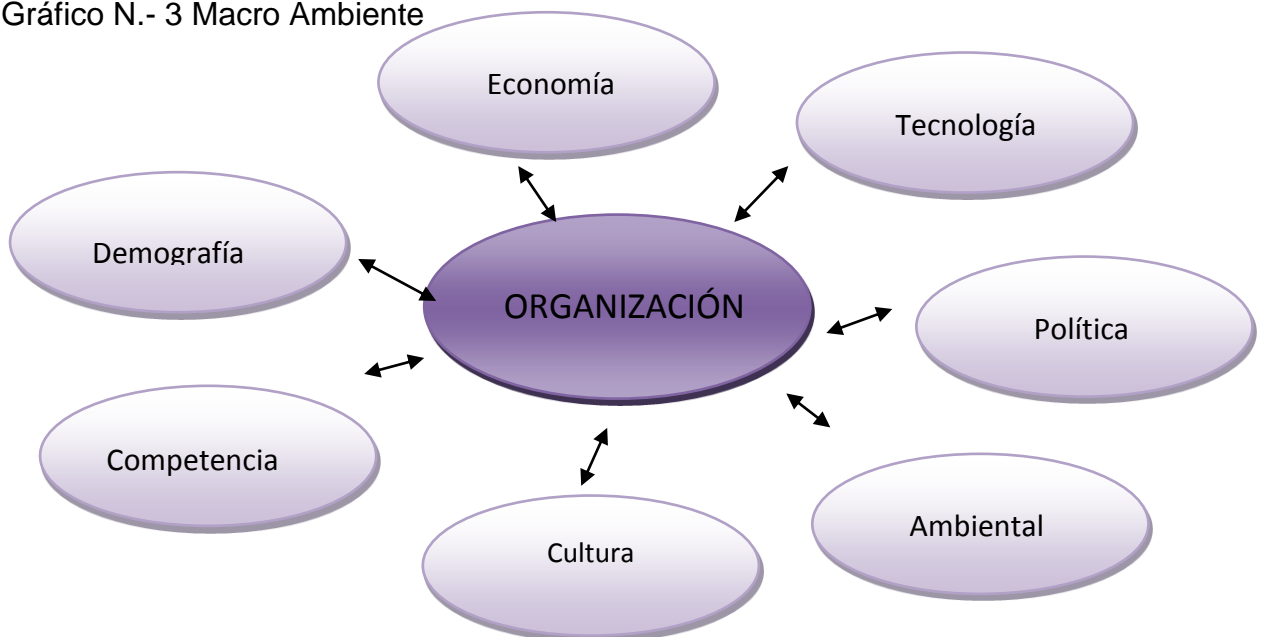 Gráfico N.- 3 Macro Ambiente
Economía
Tecnología
Demografía
ORGANIZACIÓN
Política
Competencia
Ambiental
Cultura